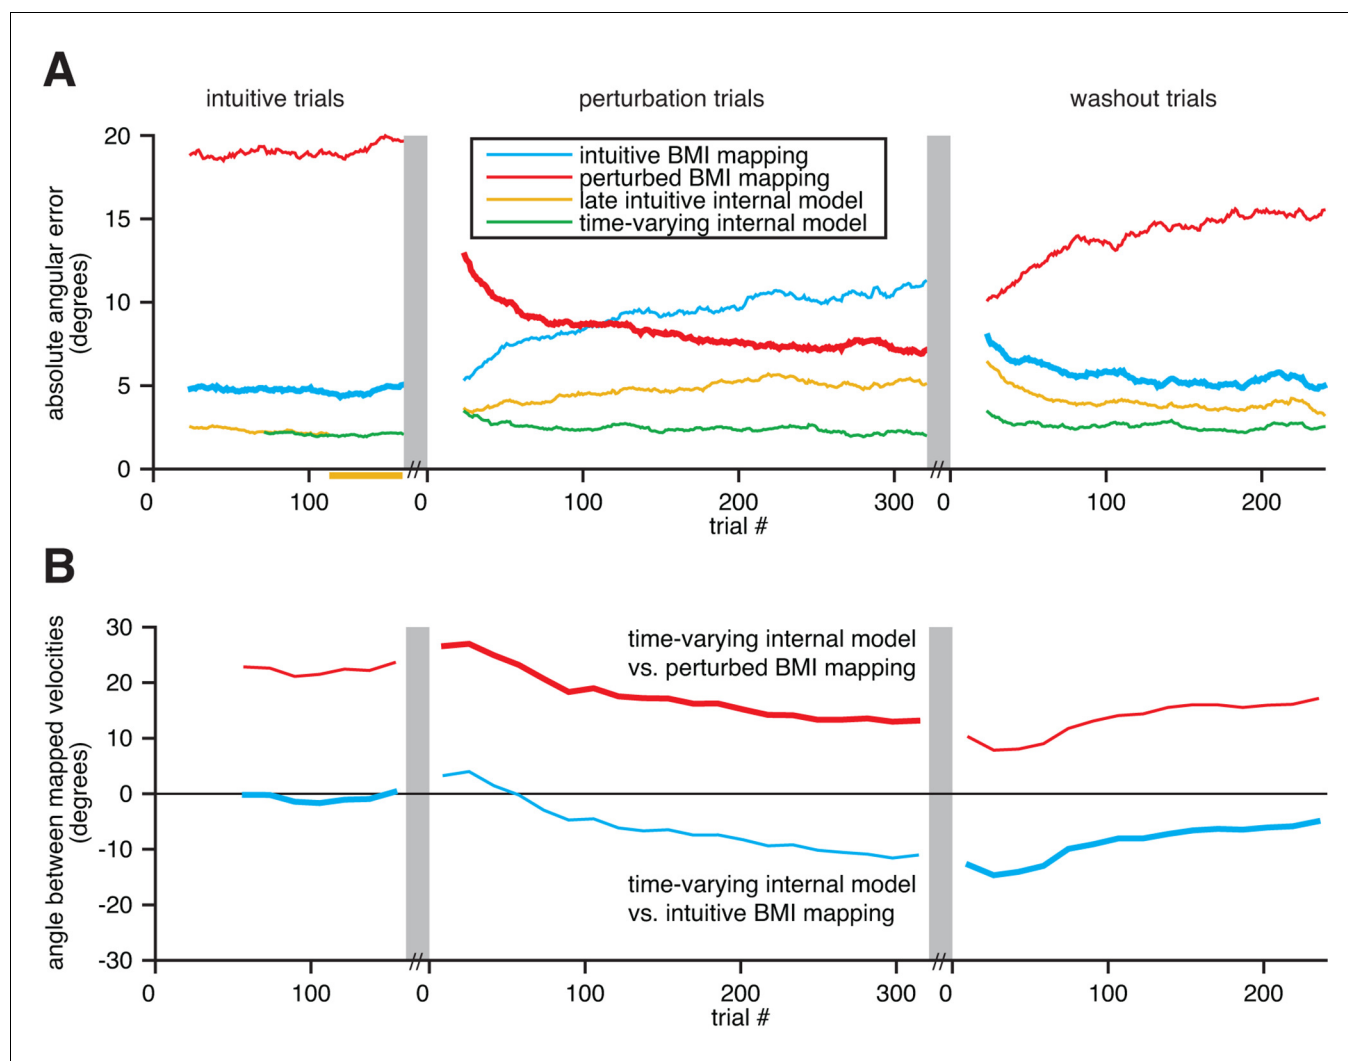 A
intuitive trials
perturbation trials
washout trials
absolute angular error
(degrees)
20
15
10
5
0
intuitive BMI mapping
perturbed BMI mapping
late intuitive internal model
time-varying internal model
0
100
0
100
200
300
0
100
200
trial #
B
angle between mapped velocities
(degrees)
30
20
10
0
-10
-20
-30
time-varying internal model
vs. perturbed BMI mapping
time-varying internal model
vs. intuitive BMI mapping
0
100
0
100
200
300
0
100
200
trial #